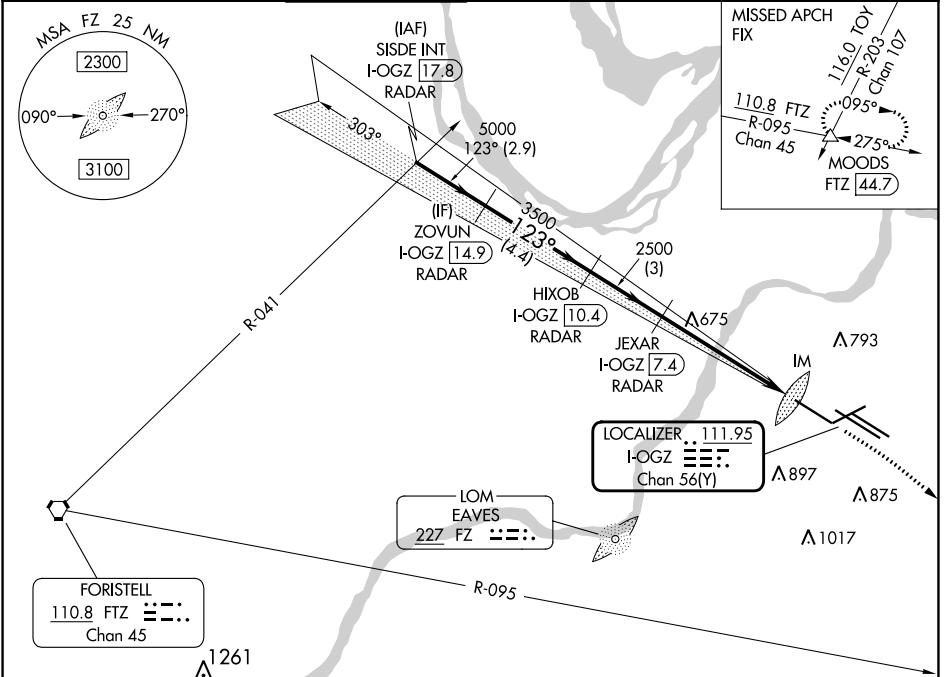 MSA FZ 25 NM
2300
090°
270°
3100
(IAF)
SISDE INT
I-OGZ 17.8
RADAR
303°
5000
123° (2.9)
(IF)
ZOVUN
I-OGZ 14.9
RADAR
3500
123°
(4.4)
2500
(3)
HIXOB
I-OGZ 10.4
RADAR
JEXAR
I-OGZ 7.4
RADAR
675
793
IM
MISSED APCH
FIX
116.0 TOY
R-203
Chan 107
110.8 FTZ
R-095
Chan 45
095°
275°
MOODS
FTZ 44.7
R-041
LOCALIZER 111.95
I-OGZ
Chan 56(Y)
897
875
1017
LOM
EAVES
227 FZ
R-095
FORISTELL
110.8 FTZ
Chan 45
1261